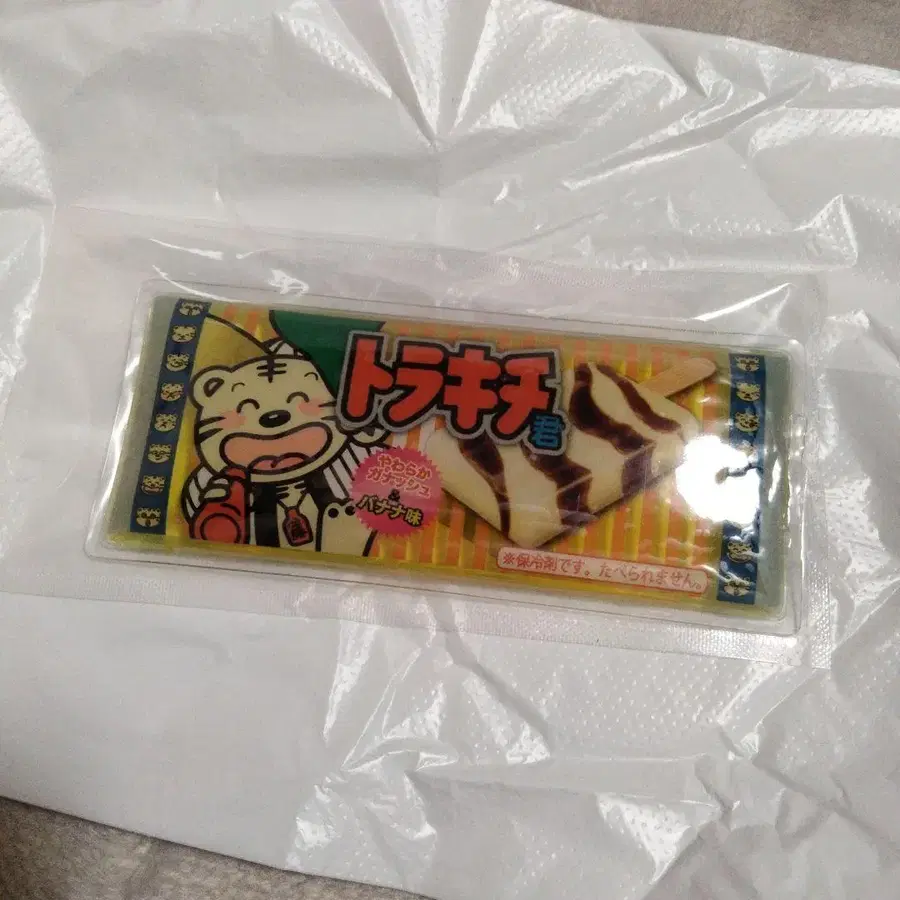 トラキチ君
やわらか
ガナッシュ
&
バナナ味
※保冷剤です。たべられません。